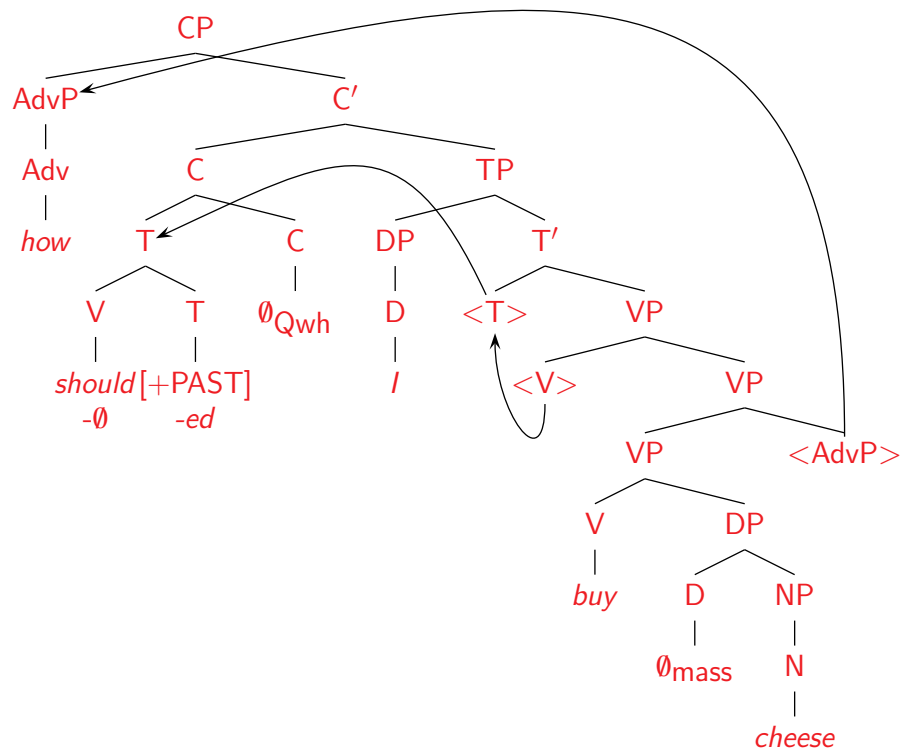 CP
AdvP C′
Adv C TP
how T C DP T′
V T ∅Qwh D <T> VP
should [+PAST] I <V> VP
-∅ -ed
VP <AdvP>
V DP
buy D NP
∅mass N
cheese